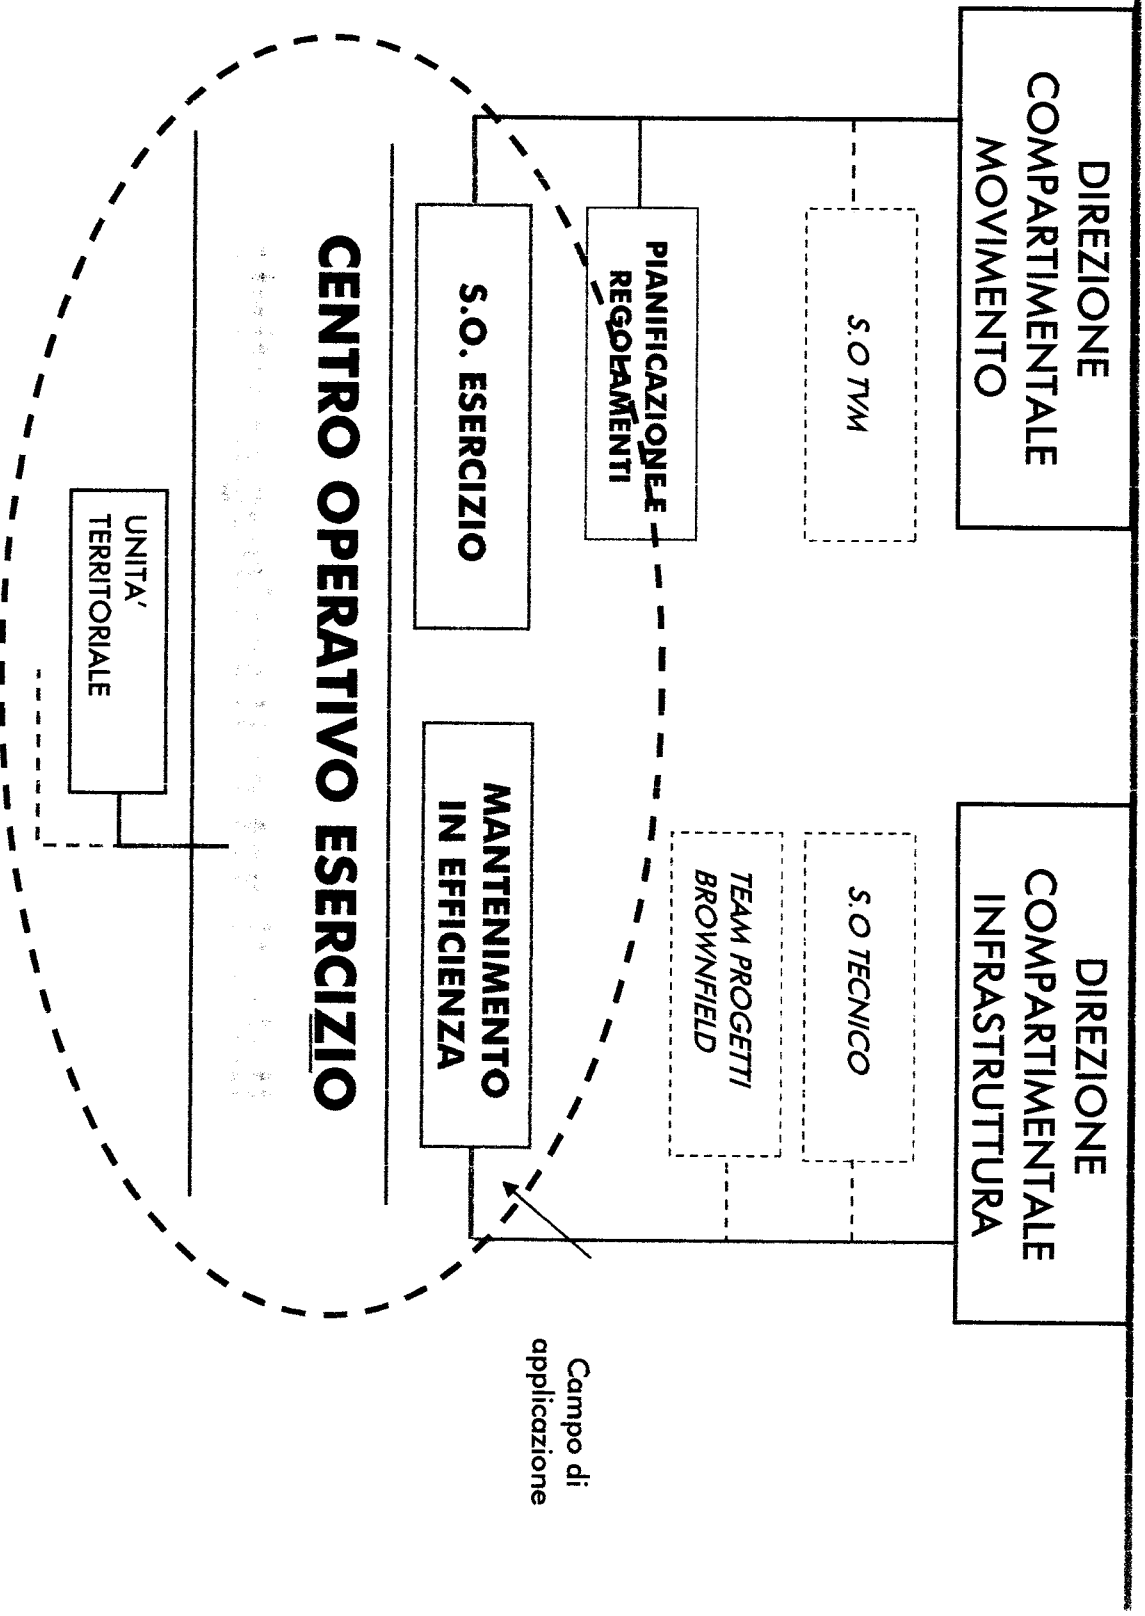 DIREZIONE
COMPARTIMENTALE
MOVIMENTO
DIREZIONE
COMPARTIMENTALE
INFRASTRUTTURA
S.O TVM
S.O TECNICO
PIANIFICAZIONE E
REGOLAMENTI
TEAM PROGETTI
BROWNFIELD
S.O. ESERCIZIO
MANTENIMENTO
IN EFFICIENZA
Campo di
applicazione
CENTRO OPERATIVO ESERCIZIO
UNITA'
TERRITORIALE